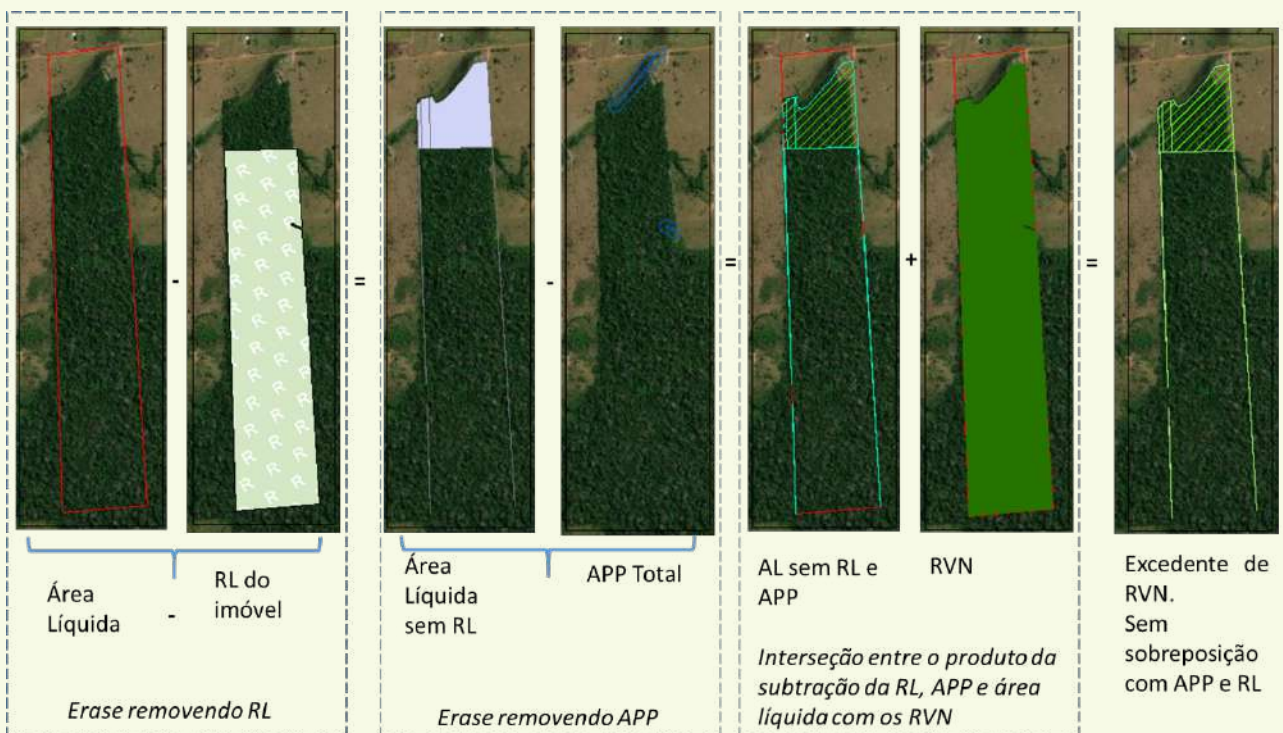 -
=
-
=
+
=
Área
Líquida
-
RL do
imóvel
Erase removendo RL
Área
Líquida
sem RL
APP Total
Erase removendo APP
AL sem RL e
APP
RVN
Interseção entre o produto da
subtração da RL, APP e área
líquida com os RVN
Excedente de
RVN.
Sem
sobreposição
com APP e RL